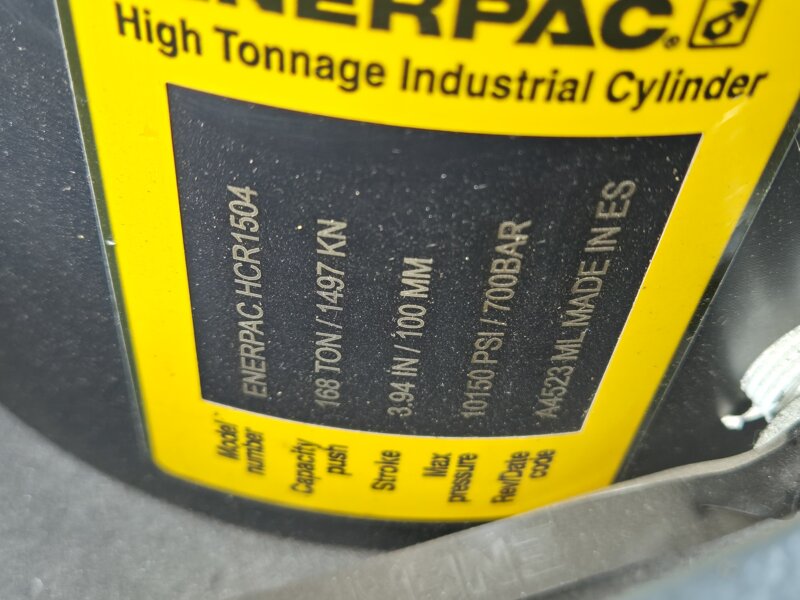 ENERPAC.
High Tonnage Industrial Cylinder
Model number ENERPAC HCR1504
Capacity push 168 TON / 1497 KN
Stroke 3.94 IN / 100 MM
Max pressure 10150 PSI / 700BAR
Rev/Date code A4523 ML MADE IN ES